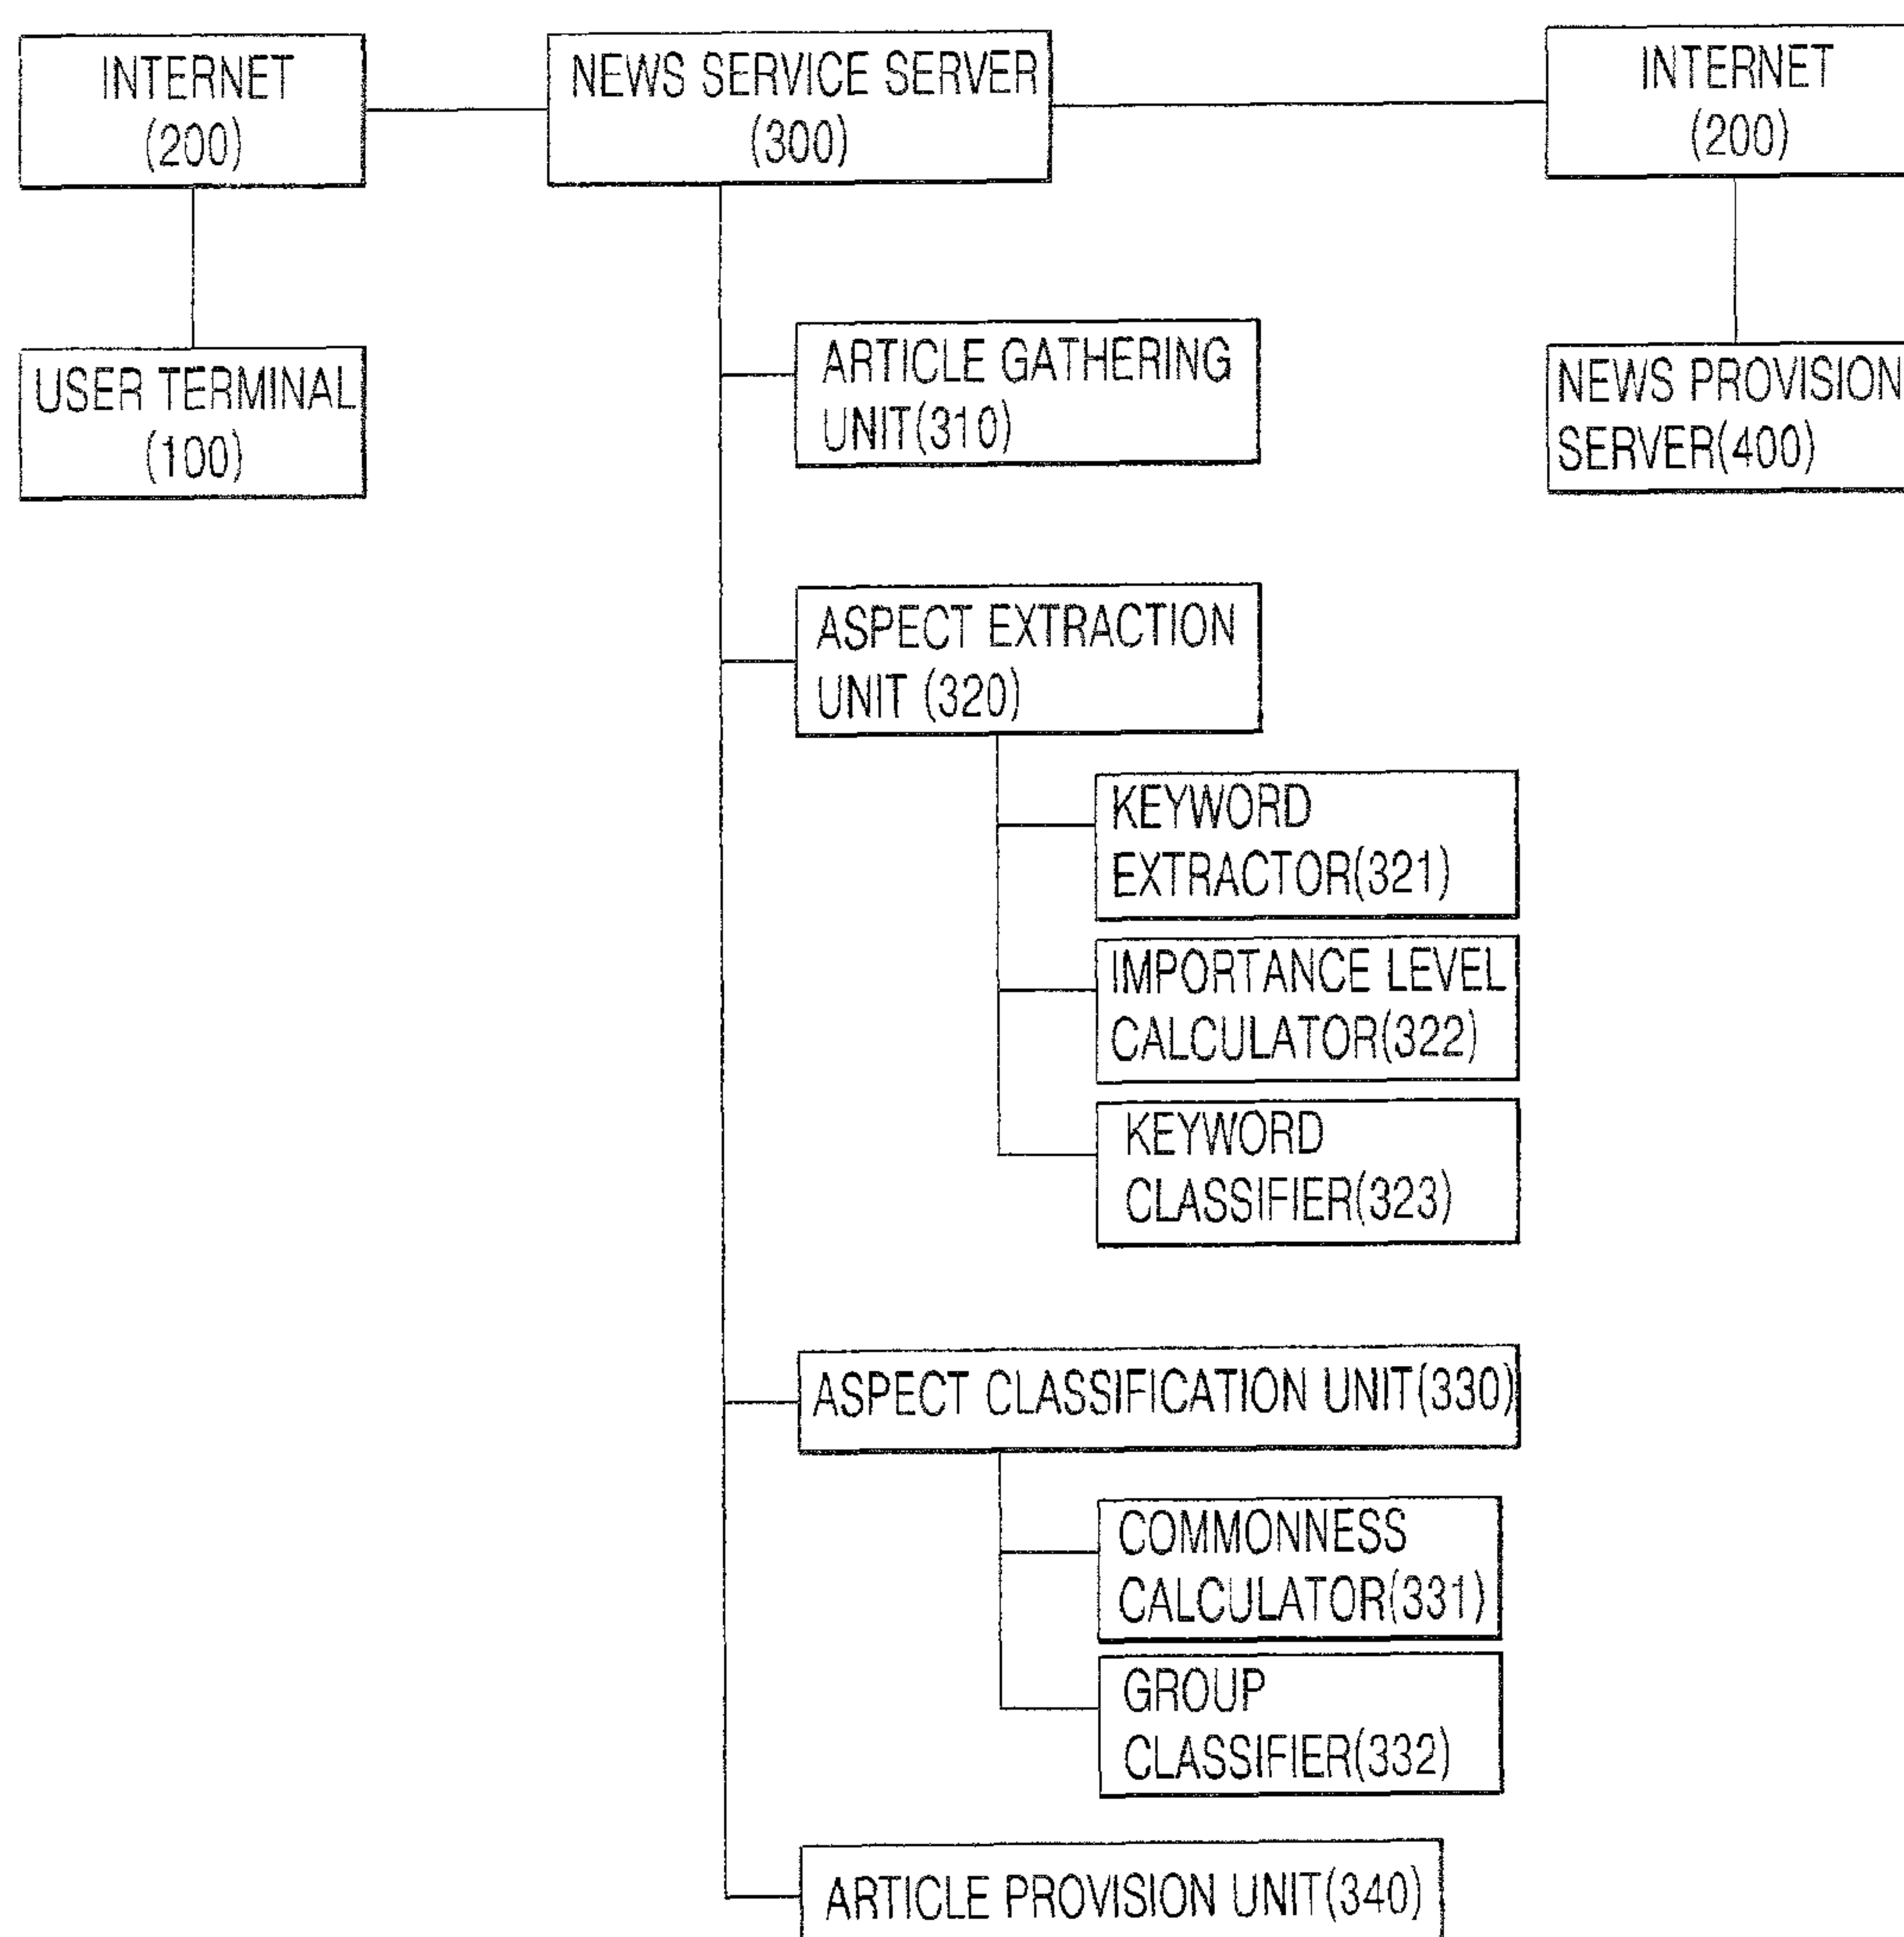 INTERNET
(200)
NEWS SERVICE SERVER
(300)
INTERNET
(200)
USER TERMINAL
(100)
ARTICLE GATHERING
UNIT(310)
NEWS PROVISION
SERVER(400)
ASPECT EXTRACTION
UNIT (320)
KEYWORD
EXTRACTOR(321)
IMPORTANCE LEVEL
CALCULATOR(322)
KEYWORD
CLASSIFIER(323)
ASPECT CLASSIFICATION UNIT(330)
COMMONNESS
CALCULATOR(331)
GROUP
CLASSIFIER(332)
ARTICLE PROVISION UNIT(340)